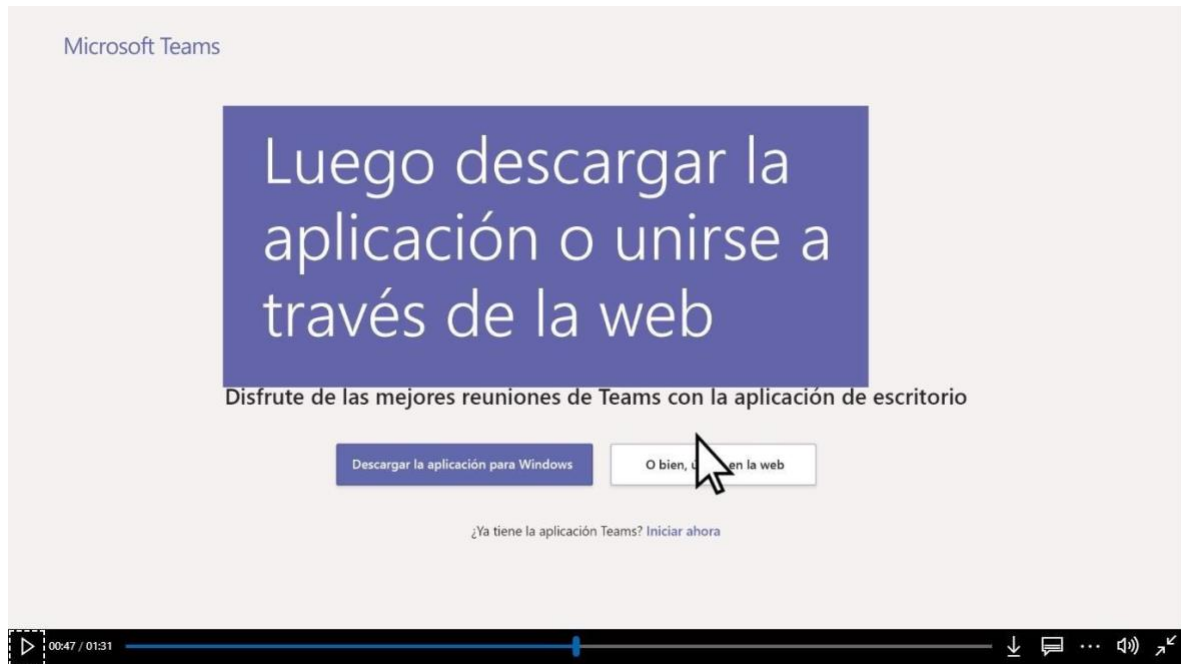 Microsoft Teams
Luego descargar la
aplicación o unirse a
través de la web
Disfrute de las mejores reuniones de Teams con la aplicación de escritorio
Descargar la aplicación para Windows
O bien, en la web
¿Ya tiene la aplicación Teams? Iniciar ahora
00:47 / 01:31